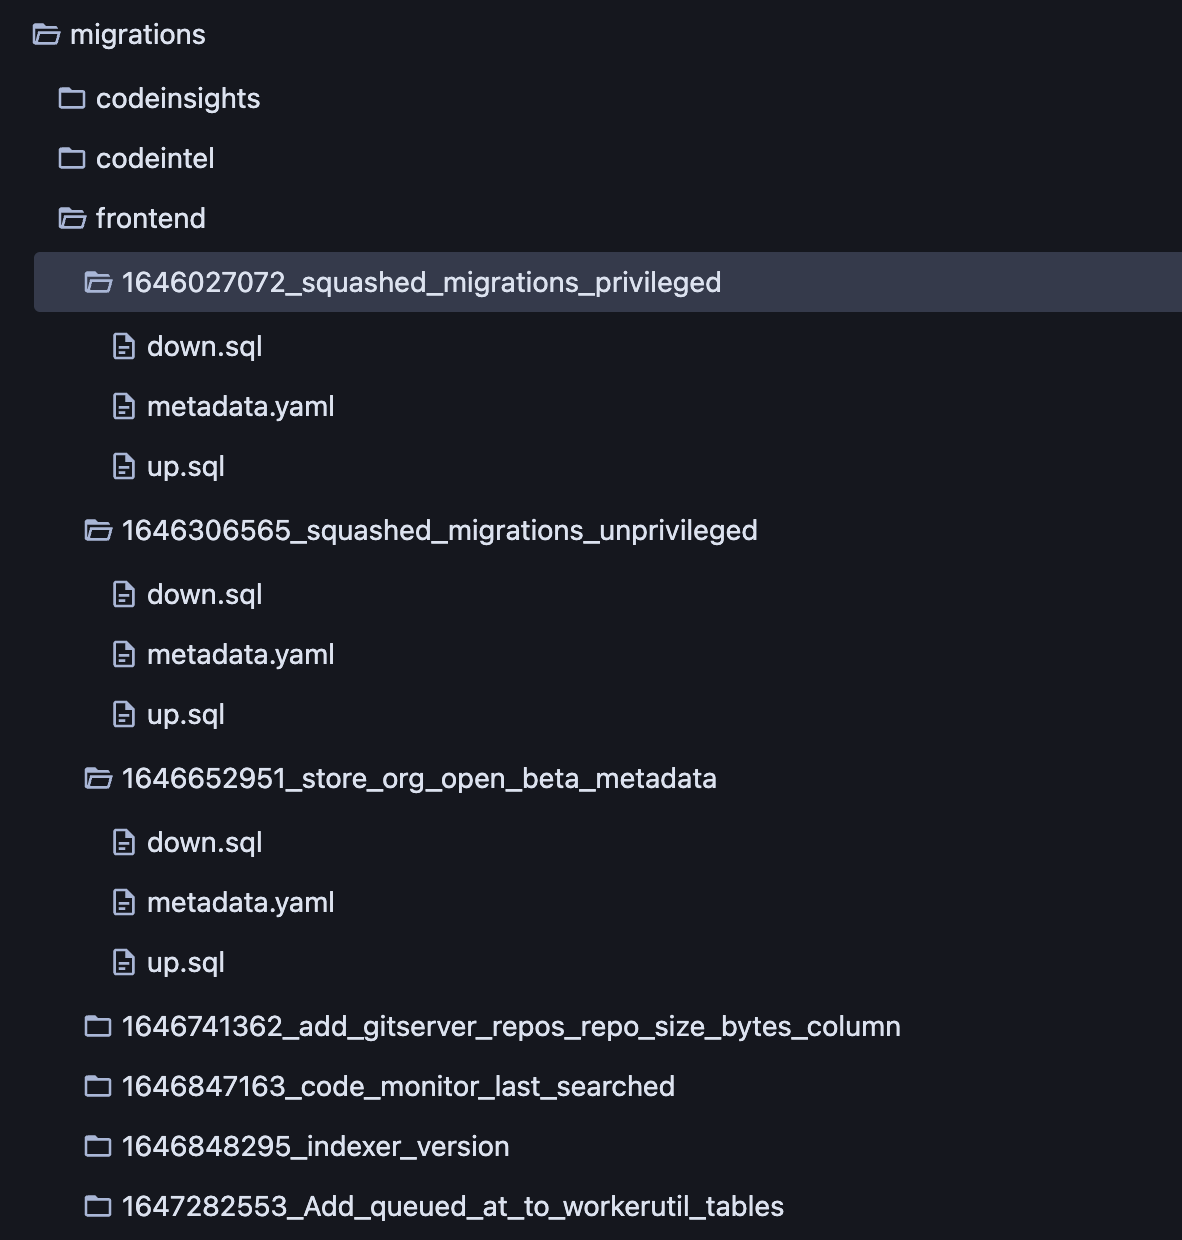 migrations
codeinsights
codeintel
frontend
1646027072_squashed_migrations_privileged
down.sql
metadata.yaml
up.sql
1646306565_squashed_migrations_unprivileged
down.sql
metadata.yaml
up.sql
1646652951_store_org_open_beta_metadata
down.sql
metadata.yaml
up.sql
1646741362_add_gitserver_repos_repo_size_bytes_column
1646847163_code_monitor_last_searched
1646848295_indexer_version
1647282553_Add_queued_at_to_workerutil_tables